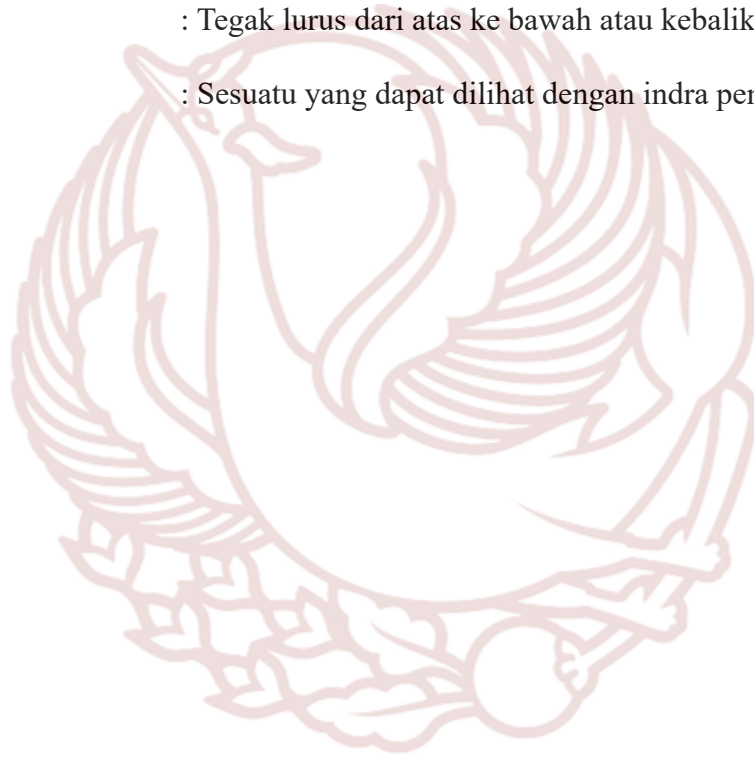 : Tegak lurus dari atas ke bawah atau kebalik
: Sesuatu yang dapat dilihat dengan indra pen